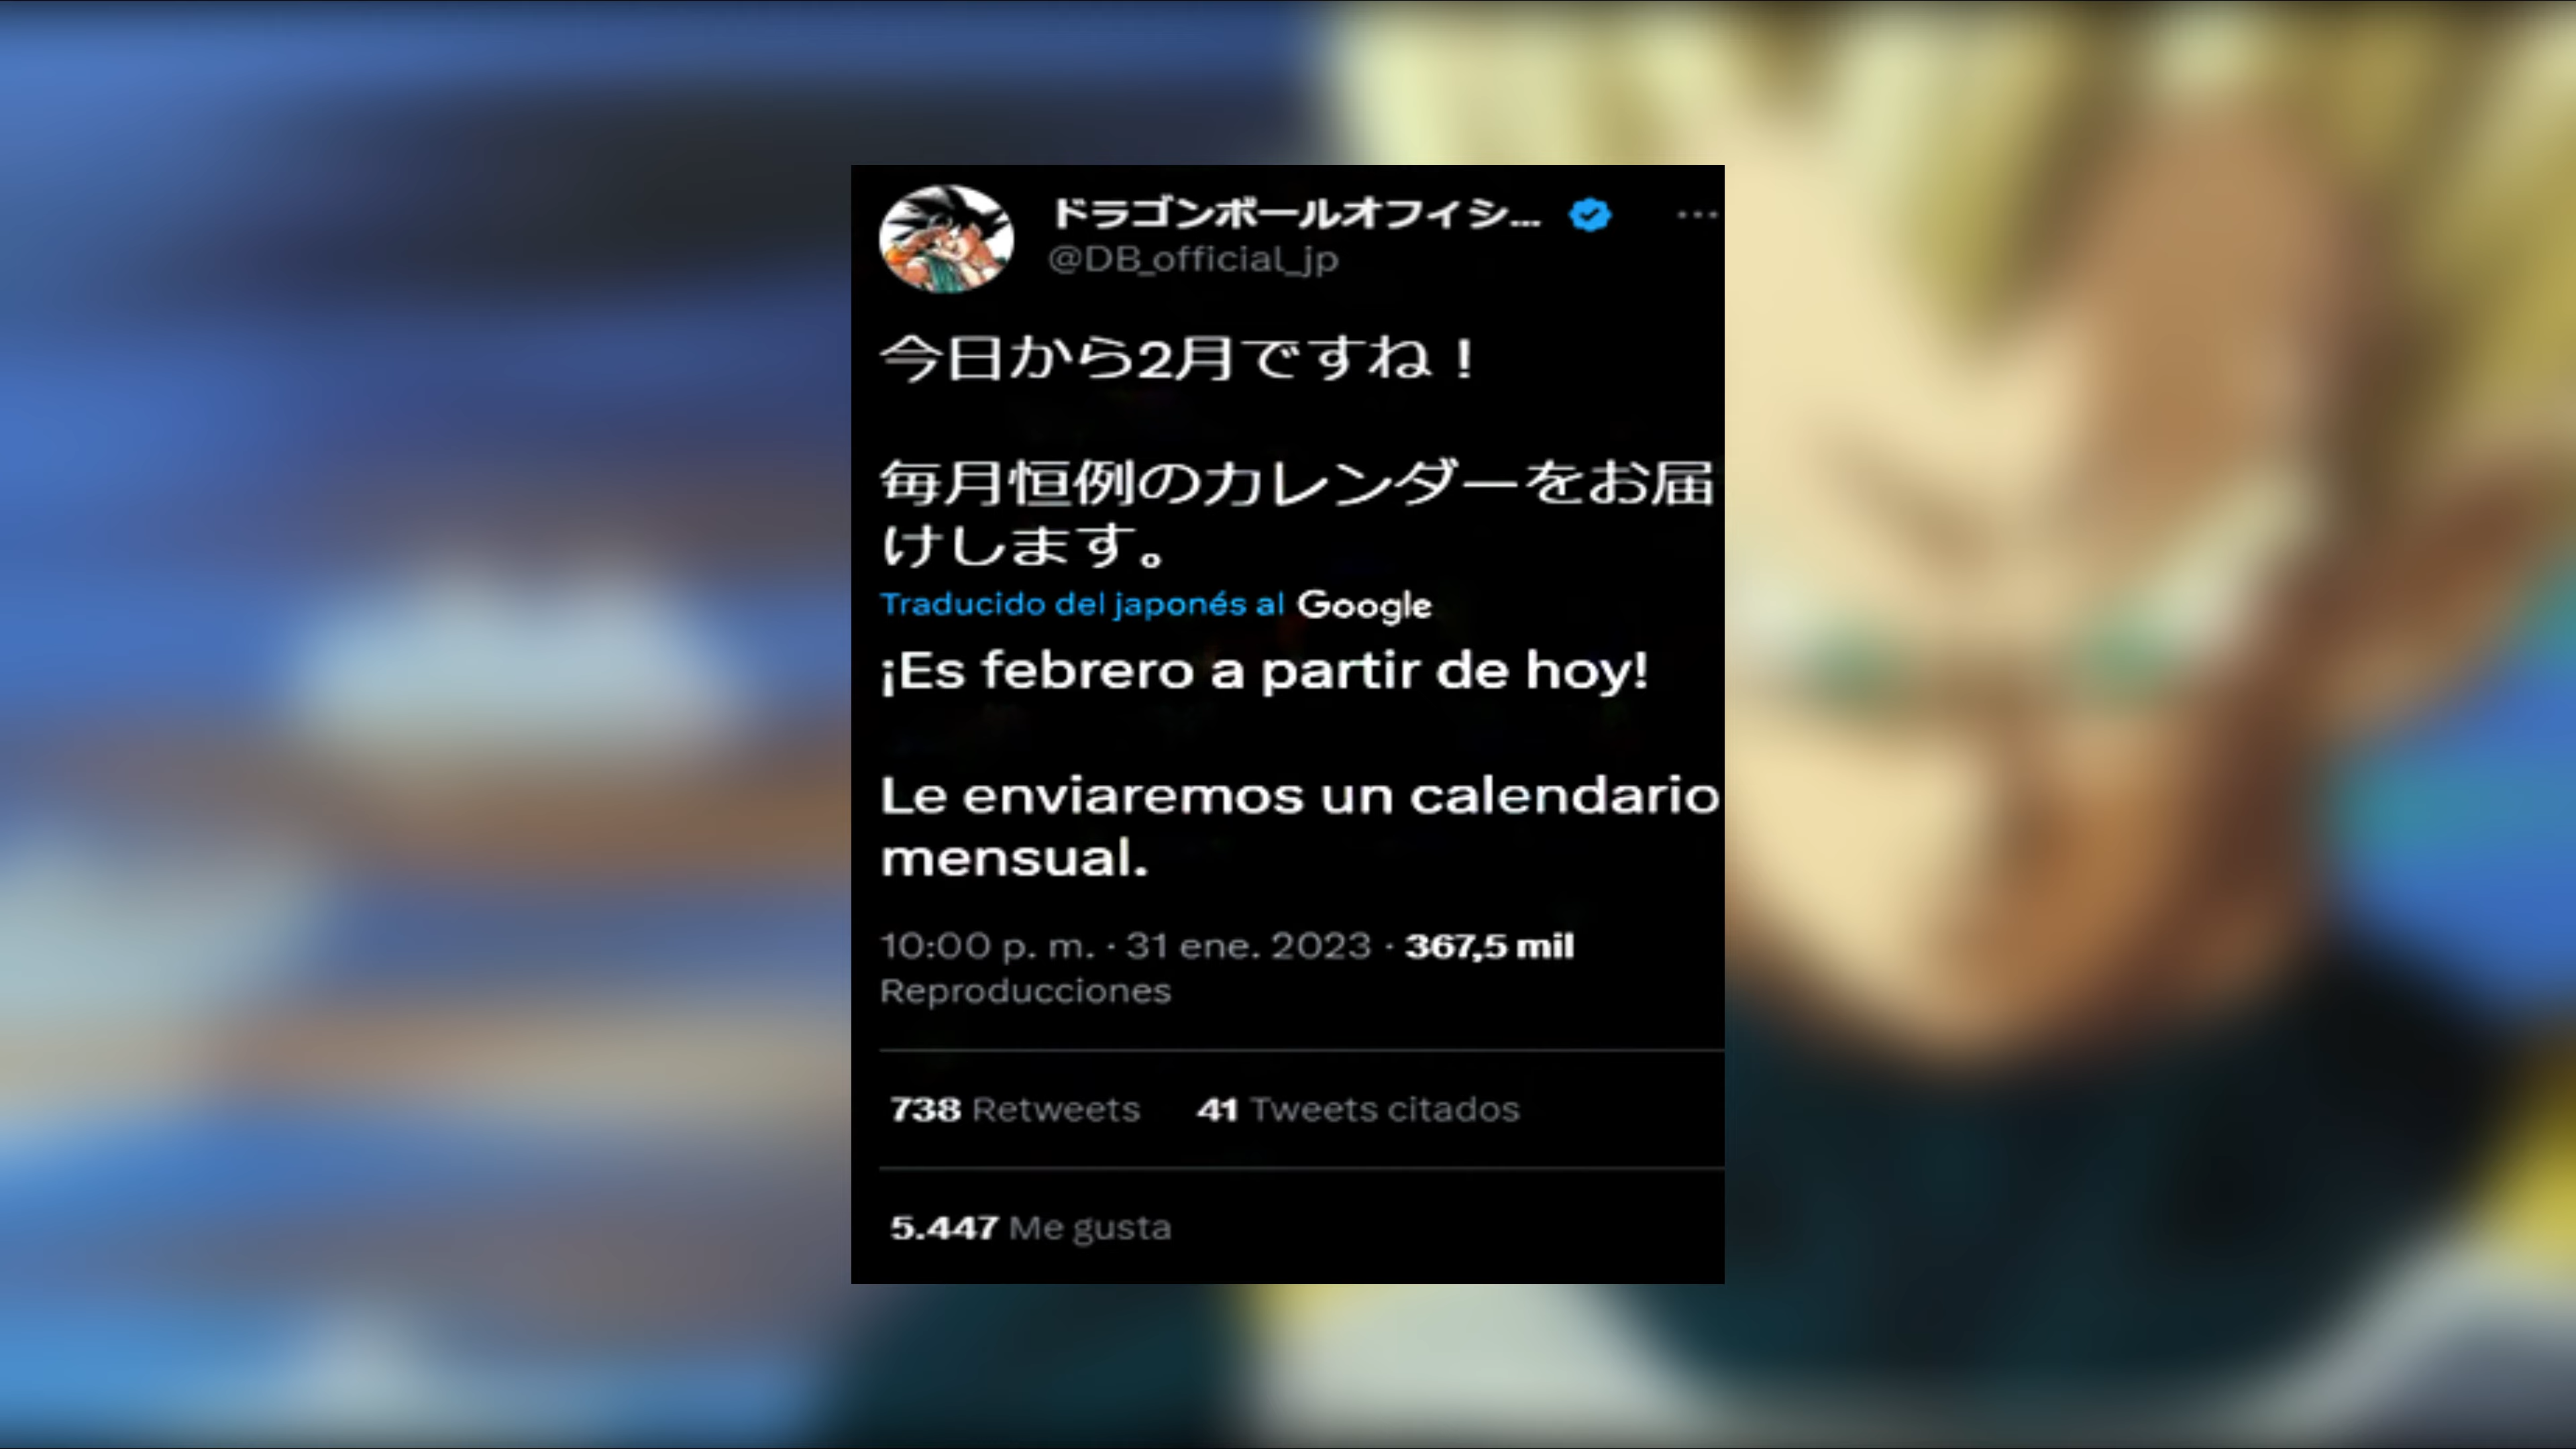 ドラゴンボールオフィシ...
@DB_official_jp
今日から2月ですね！
毎月恒例のカレンダーをお届
けします。
Traducido del japonés al Google
¡Es febrero a partir de hoy!
Le enviaremos un calendario
mensual.
10:00 p. m. · 31 ene. 2023 · 367,5 mil
Reproducciones
738 Retweets 41 Tweets citados
5.447 Me gusta